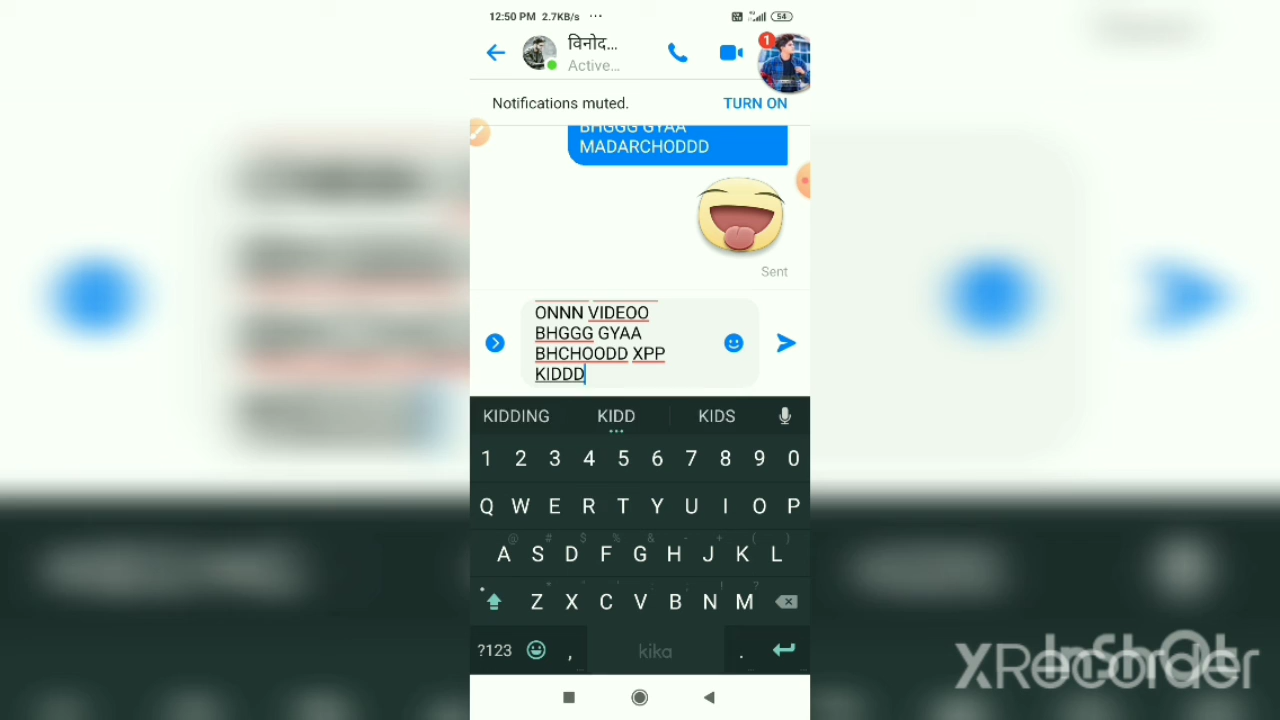 12:50 PM 2.7KB/s ...
54
विनोद...
1
Active...
Notifications muted.
TURN ON
BHGGG GYAA
MADARCHODDD
Sent
ONNN VIDEOO
BHGGG GYAA
BHCHOODD XPP
KIDDD
KIDDING KIDD KIDS
1 2 3 4 5 6 7 8 9 0
Q W E R T Y U I O P
@ # $ % & - + ( )
A S D F G H J K L
Z X C V B N M
?123 , kika .
XRecorder
InShOt